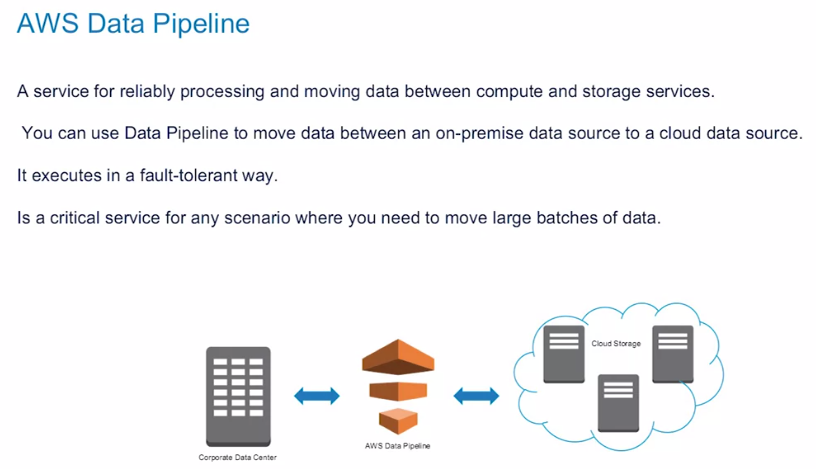 AWS Data Pipeline
A service for reliably processing and moving data between compute and storage services.
You can use Data Pipeline to move data between an on-premise data source to a cloud data source.
It executes in a fault-tolerant way.
Is a critical service for any scenario where you need to move large batches of data.
Cloud Storage
AWS Data Pipeline
Corporate Data Center